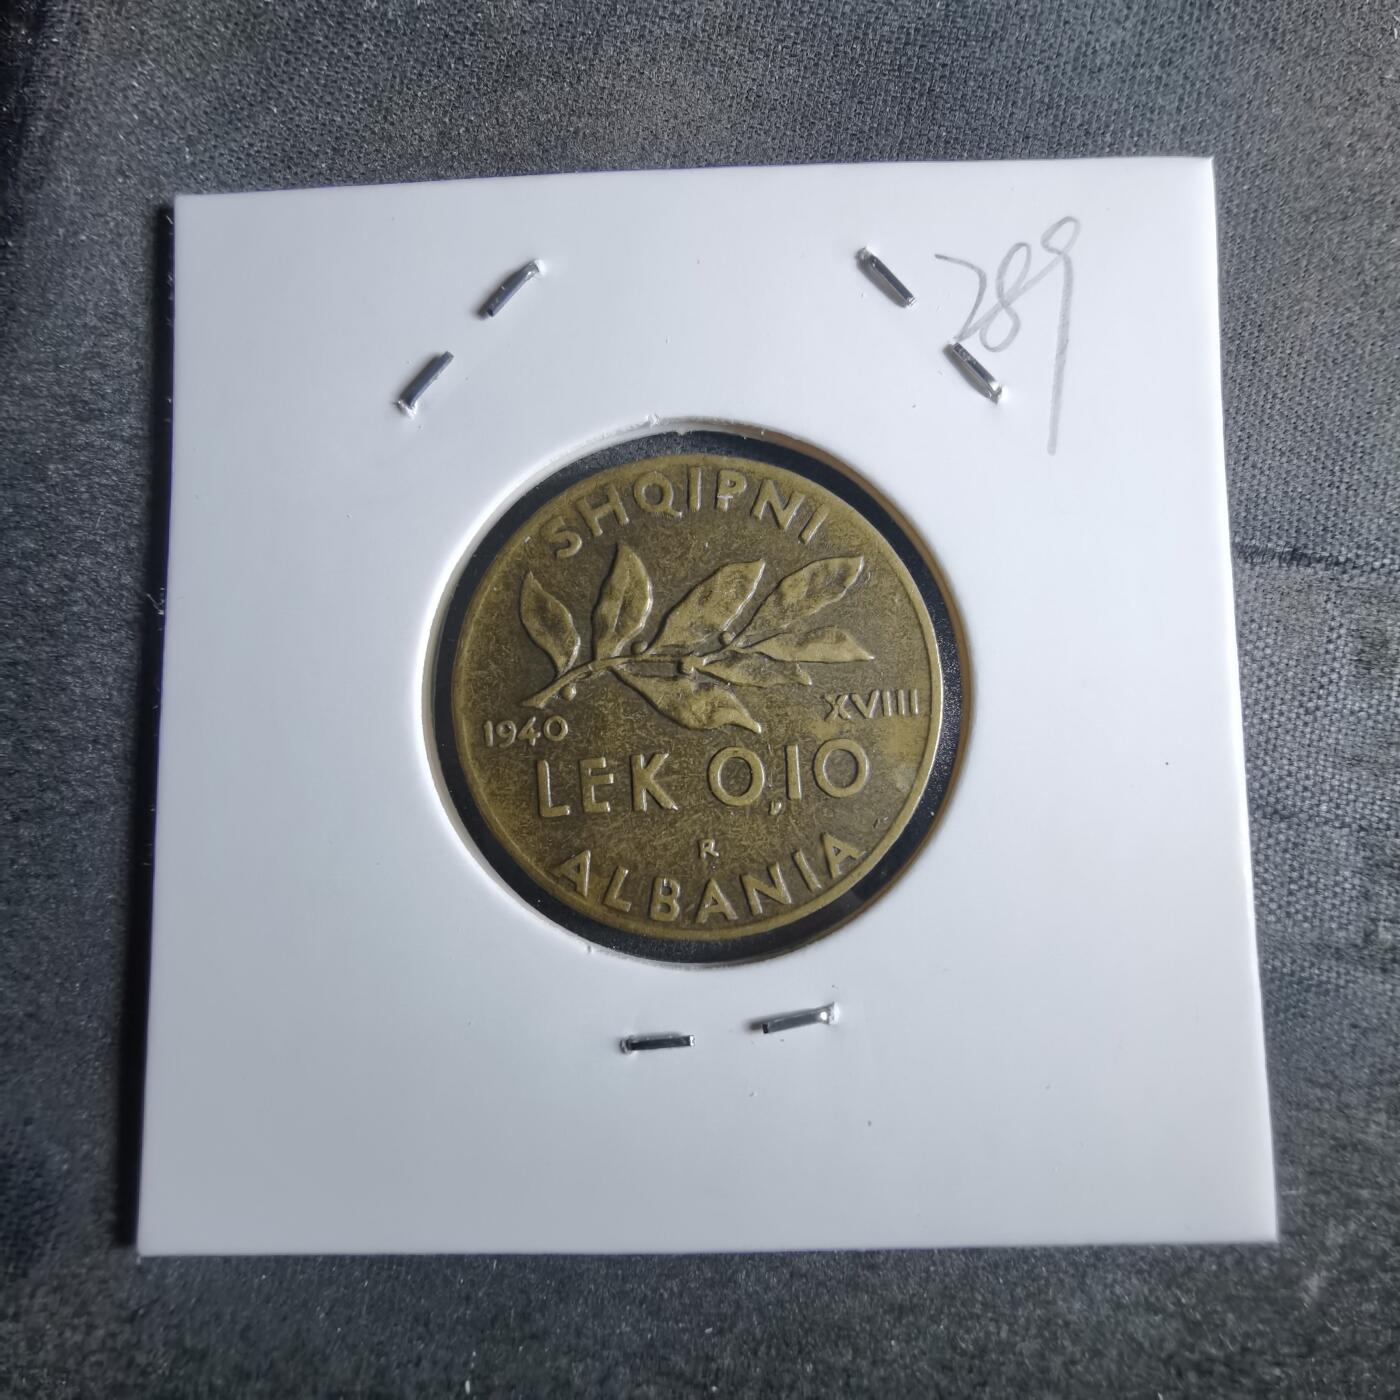 289
SHQIPNI
1940 XVIII
LEK 0,10
R
ALBANIA